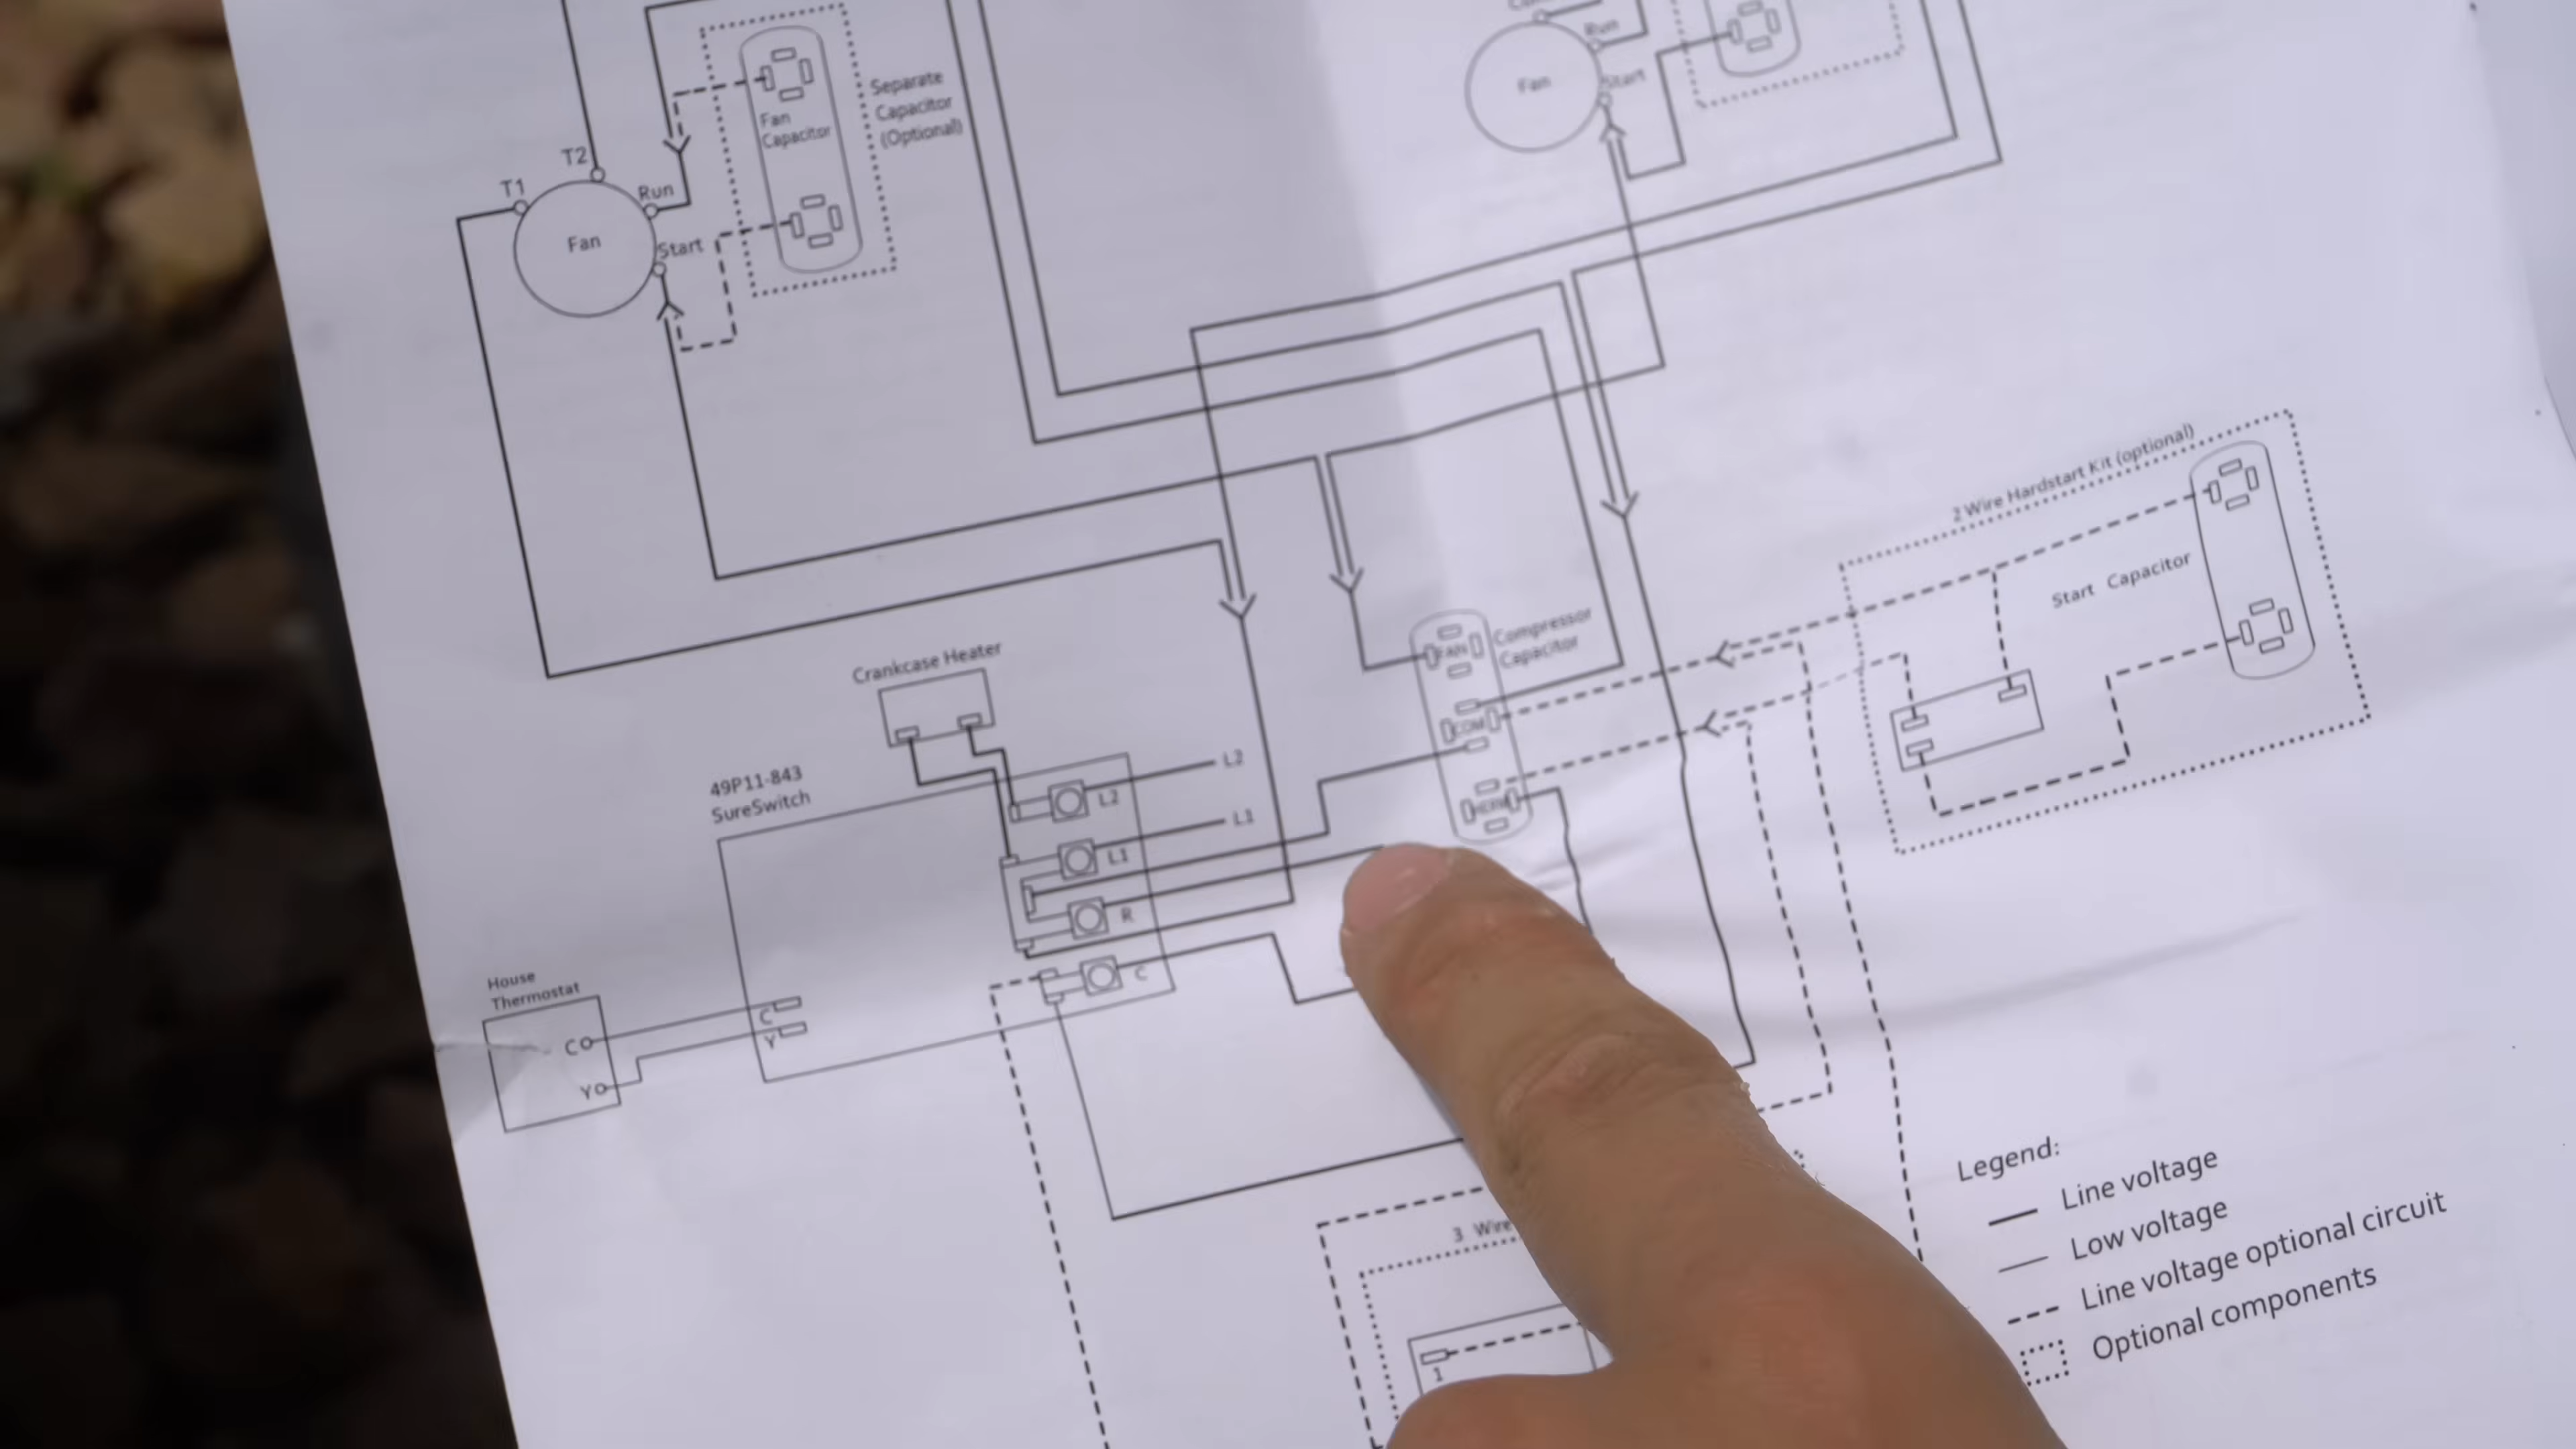 Run
Fan
Start
Separate
Capacitor
(Optional)
Fan
Capacitor
T2
T1
Run
Fan
Start
2 Wire Hardstart Kit (optional)
Start Capacitor
Compressor
Capacitor
FAN
COM
HERM
Crankcase Heater
49P11-843
SureSwitch
L2
L2
L1
L1
R
C
House
Thermostat
C
Y
C
Y
3 Wire
1
Legend:
Line voltage
Low voltage
Line voltage optional circuit
Optional components